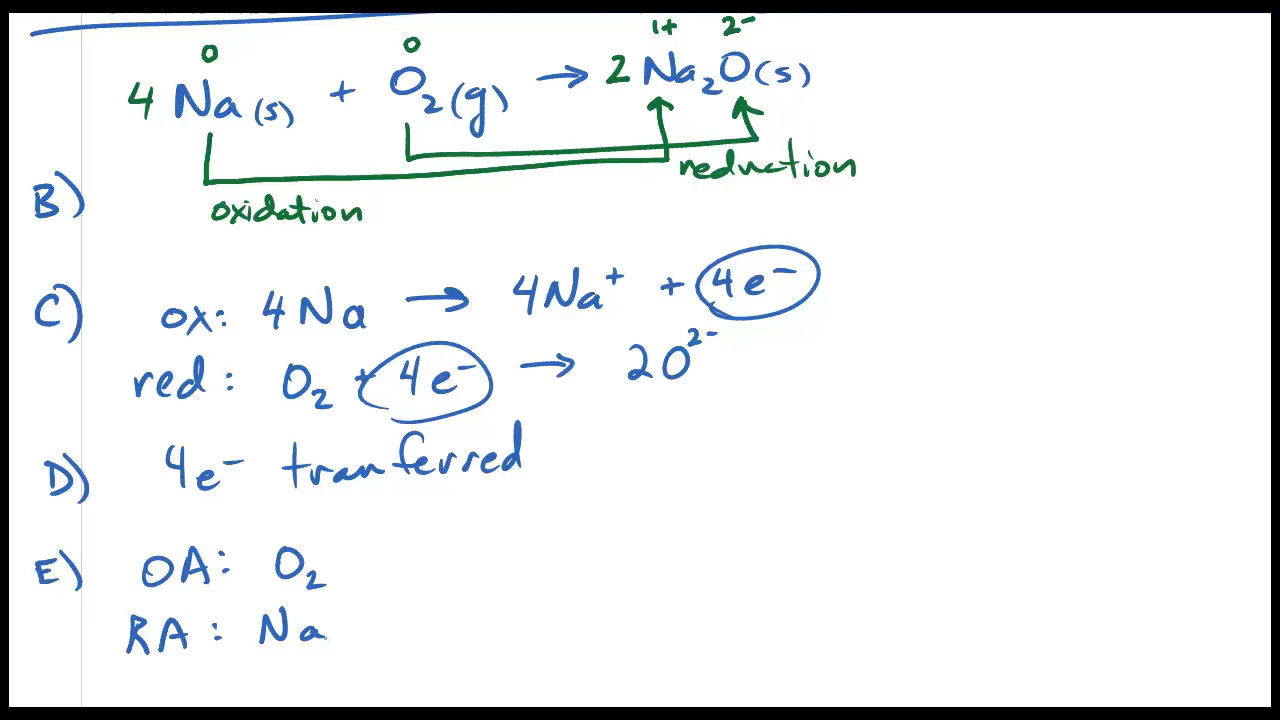 0 0 1+ 2-
4 Na (s) + O₂ (g) → 2 Na₂O (s)
reduction
B)
oxidation
C) ox: 4 Na → 4Na⁺ + 4e⁻
red: O₂ + 4e⁻ → 2O²⁻
D) 4e⁻ tranferred
E) OA: O₂
RA: Na